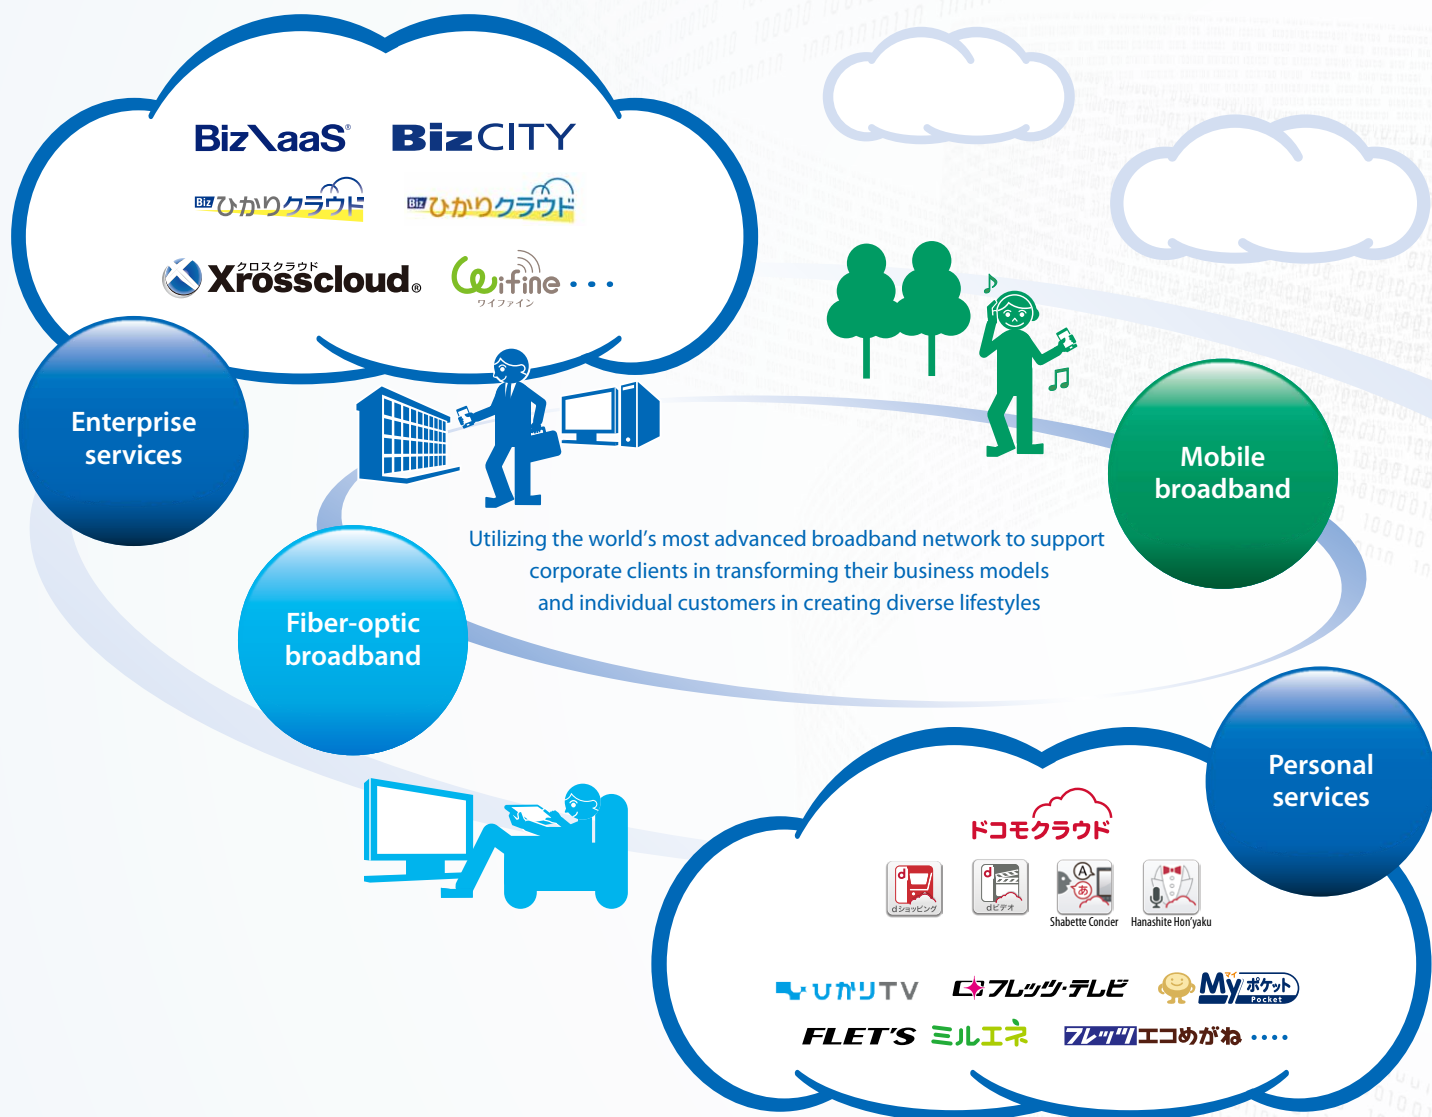 Biz\aaS®
BizCITY
Bizひかりクラウド
Bizひかりクラウド
クロスクラウド
Xrosscloud®
Wifine
ワイファイン
Enterprise
services
Mobile
broadband
Utilizing the world's most advanced broadband network to support
corporate clients in transforming their business models
and individual customers in creating diverse lifestyles
Fiber-optic
broadband
Personal
services
ドコモクラウド
d
dショッピング
d
dビデオ
A
あ
Shabette Concier
Hanashite Hon'yaku
ひかりTV
フレッツ・テレビ
マイ
Myポケット
Pocket
FLET'S ミルエネ
フレッツエコめがね